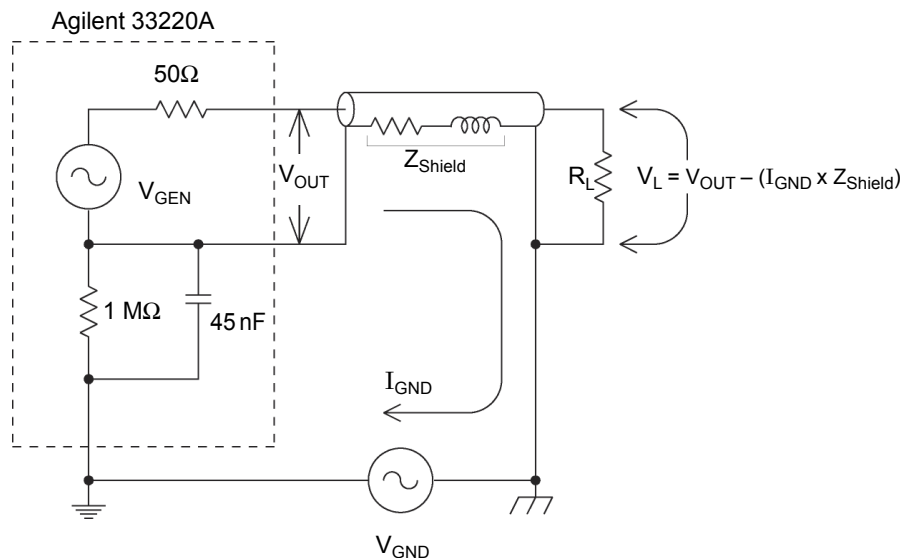 Agilent 33220A
50Ω
V_GEN
V_OUT
Z_Shield
R_L
V_L = V_OUT – (I_GND x Z_Shield)
1 MΩ
45 nF
I_GND
V_GND